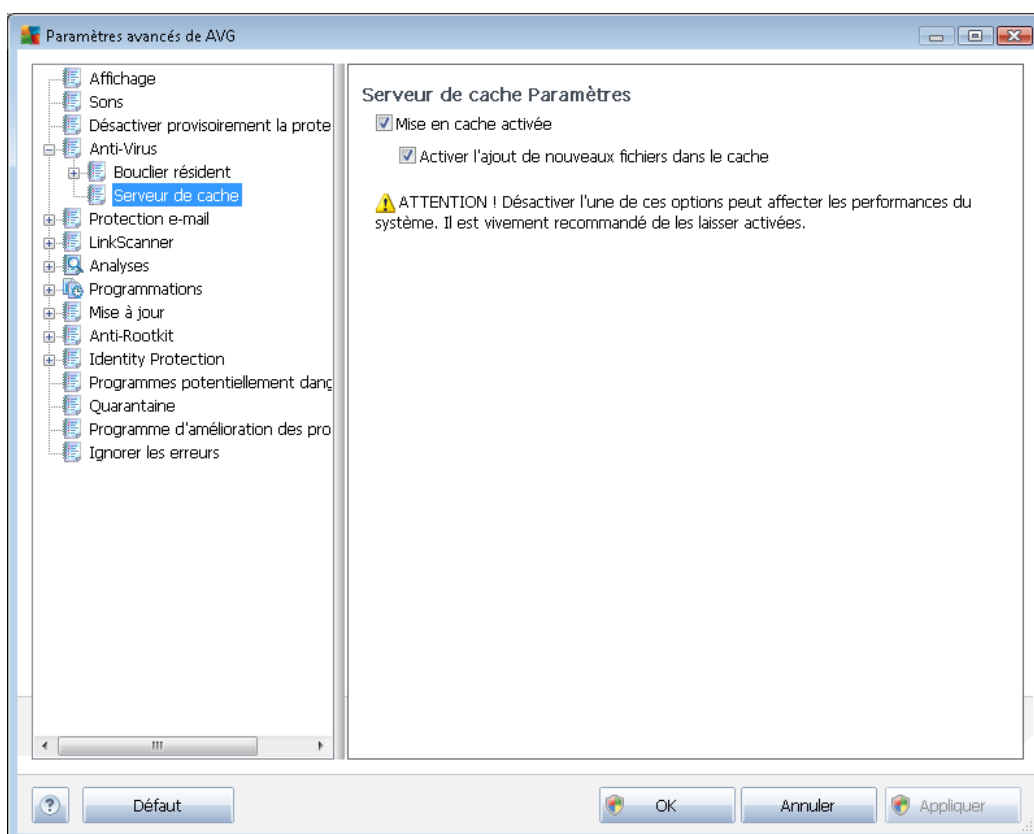 Paramètres avancés de AVG
Affichage
Sons
Désactiver provisoirement la prote
Anti-Virus
Bouclier résident
Serveur de cache
Protection e-mail
LinkScanner
Analyses
Programmations
Mise à jour
Anti-Rootkit
Identity Protection
Programmes potentiellement dang
Quarantaine
Programme d'amélioration des pro
Ignorer les erreurs
Serveur de cache Paramètres
Mise en cache activée
Activer l'ajout de nouveaux fichiers dans le cache
ATTENTION ! Désactiver l'une de ces options peut affecter les performances du
système. Il est vivement recommandé de les laisser activées.
?
Défaut
OK
Annuler
Appliquer